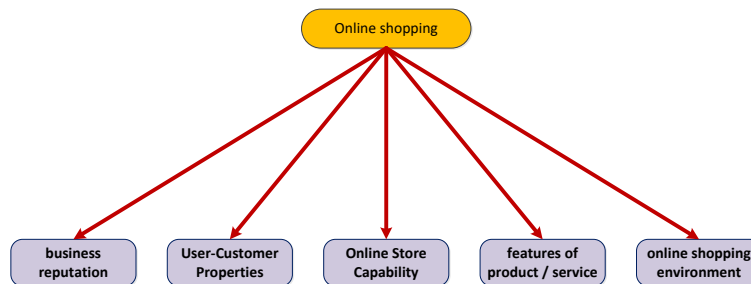 Online shopping
business
reputation
User-Customer
Properties
Online Store
Capability
features of
product / service
online shopping
environment